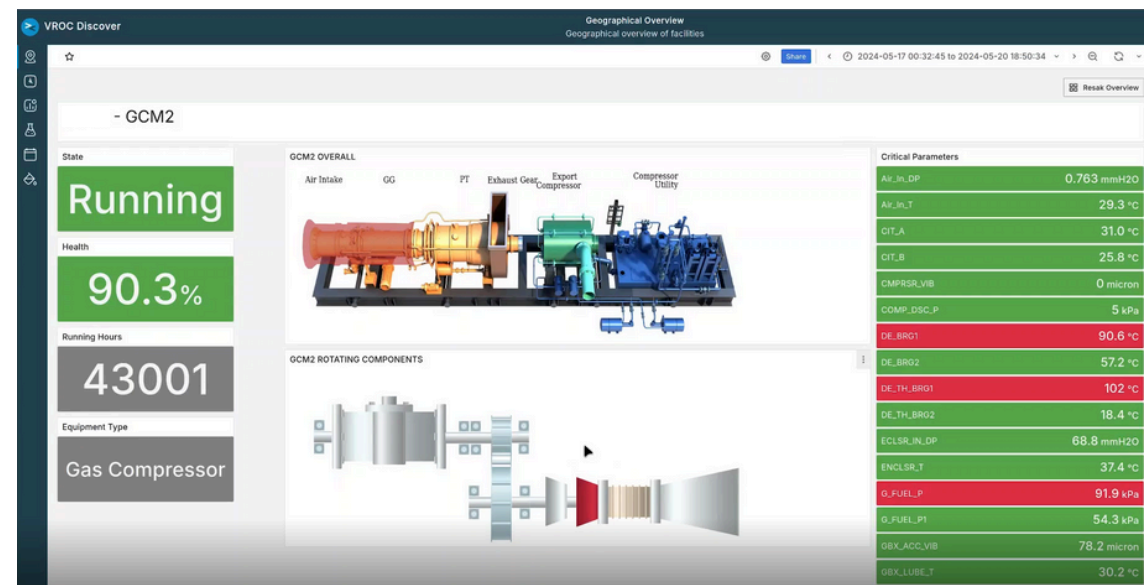 VROC Discover
Geographical Overview
Geographical overview of facilities
Share
2024-05-17 00:32:45 to 2024-05-20 18:50:34
Resak Overview
- GCM2
State
Running
Health
90.3%
Running Hours
43001
Equipment Type
Gas Compressor
GCM2 OVERALL
Air Intake
GG
PT
Exhaust Gear
Export
Compressor
Compressor
Utility
GCM2 ROTATING COMPONENTS
Critical Parameters
Air_In_DP 0.763 mmH2O
Air_In_T 29.3 °C
CIT_A 31.0 °C
CIT_B 25.8 °C
CMPRSR_VIB 0 micron
COMP_DSC_P 5 kPa
DE_BRG1 90.6 °C
DE_BRG2 57.2 °C
DE_TH_BRG1 102 °C
DE_TH_BRG2 18.4 °C
ECLSR_IN_DP 68.8 mmH2O
ENCLSR_T 37.4 °C
G_FUEL_P 91.9 kPa
G_FUEL_P1 54.3 kPa
GBX_ACC_VIB 78.2 micron
GBX_LUBE_T 30.2 °C